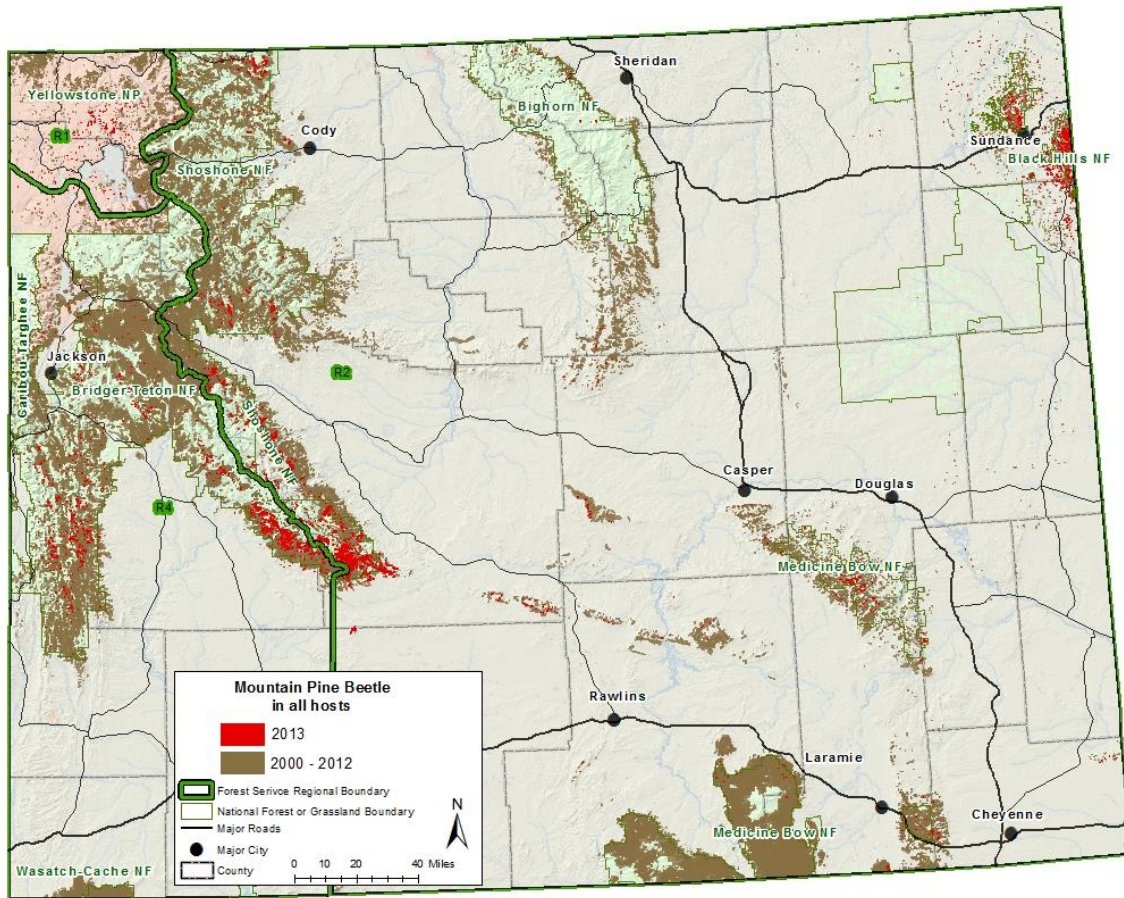 Sheridan
Yellowstone NP
Bighorn NF
R1
Cody
Sundance
Black Hills NF
Shoshone NF
Caribou-Targhee NF
Jackson
R2
Bridger-Teton NF
Shoshone NF
Casper
Douglas
R4
Medicine Bow NF
Mountain Pine Beetle
in all hosts
2013
2000 - 2012
Forest Serivce Regional Boundary
National Forest or Grassland Boundary
Major Roads
Major City
County
N
0 10 20 40 Miles
Rawlins
Laramie
Cheyenne
Medicine Bow NF
Wasatch-Cache NF